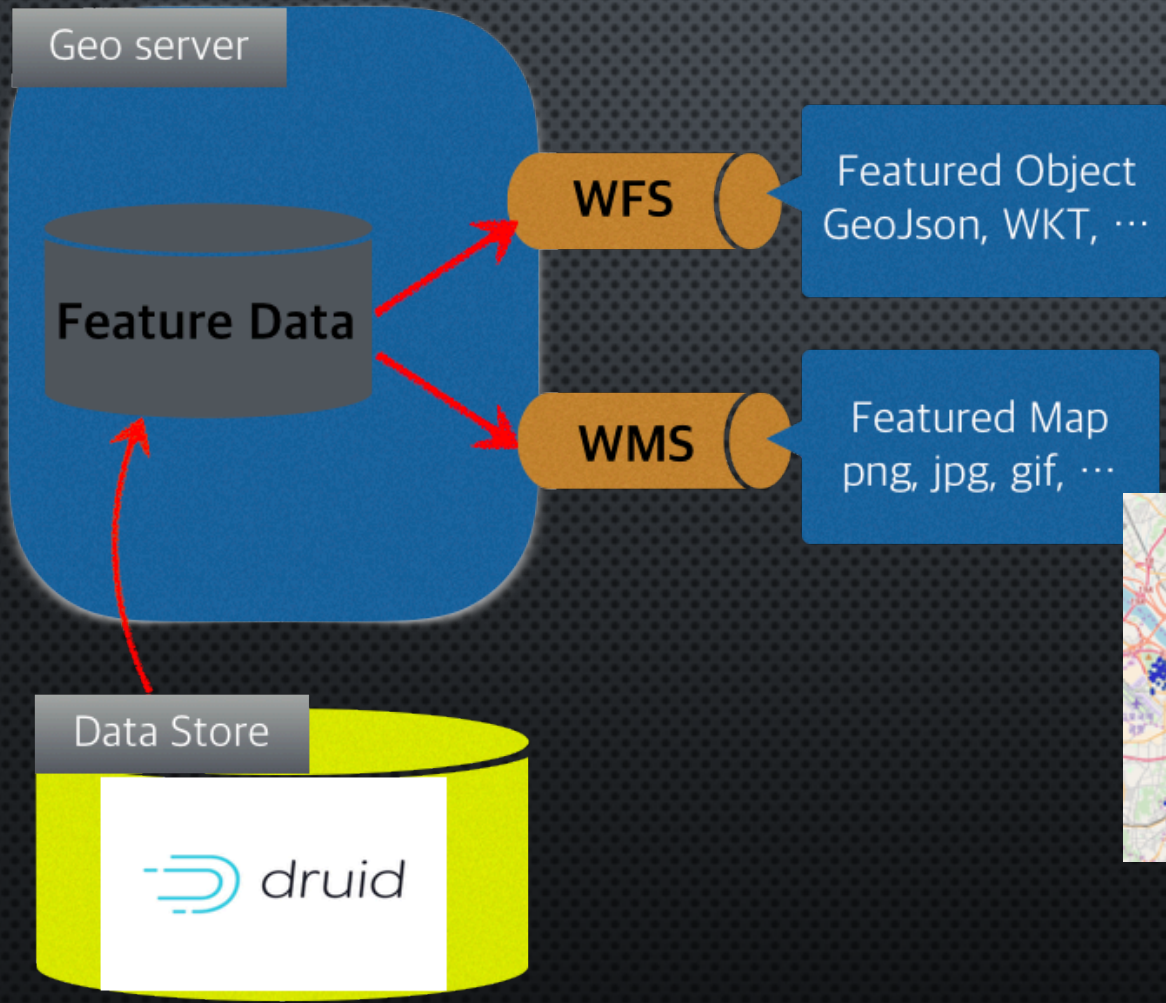 Geo server
Feature Data
WFS
Featured Object
GeoJson, WKT, ···
WMS
Featured Map
png, jpg, gif, ···
Data Store
druid